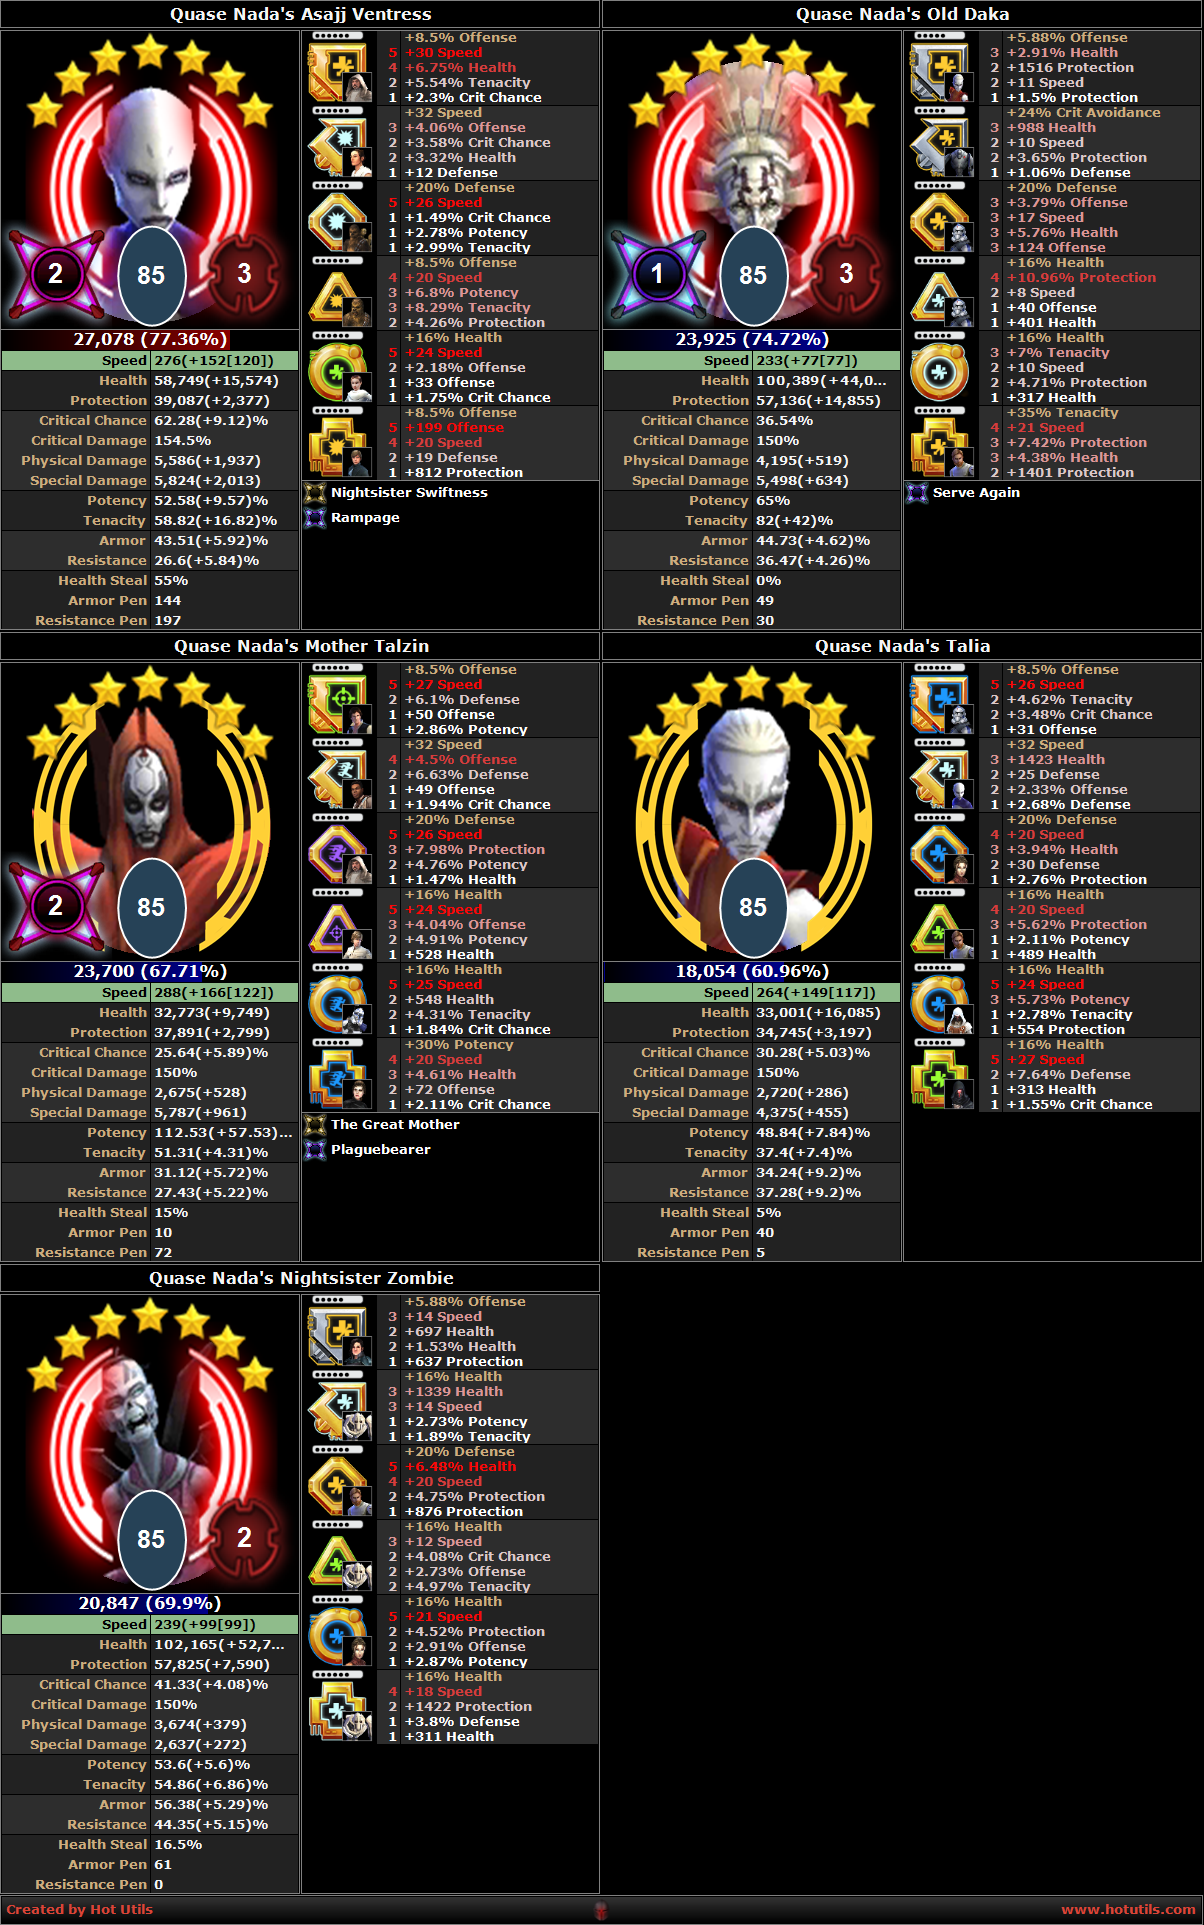 Quase Nada's Asajj Ventress
2
85
3
27,078 (77.36%)
Speed 276(+152[120])
Health 58,749(+15,574)
Protection 39,087(+2,377)
Critical Chance 62.28(+9.12)%
Critical Damage 154.5%
Physical Damage 5,586(+1,937)
Special Damage 5,824(+2,013)
Potency 52.58(+9.57)%
Tenacity 58.82(+16.82)%
Armor 43.51(+5.92)%
Resistance 26.6(+5.84)%
Health Steal 55%
Armor Pen 144
Resistance Pen 197
+8.5% Offense
5 +30 Speed
4 +6.75% Health
2 +5.54% Tenacity
1 +2.3% Crit Chance
+32 Speed
3 +4.06% Offense
2 +3.58% Crit Chance
2 +3.32% Health
1 +12 Defense
+20% Defense
5 +26 Speed
1 +1.49% Crit Chance
1 +2.78% Potency
1 +2.99% Tenacity
+8.5% Offense
4 +20 Speed
3 +6.8% Potency
3 +8.29% Tenacity
2 +4.26% Protection
+16% Health
5 +24 Speed
2 +2.18% Offense
1 +33 Offense
1 +1.75% Crit Chance
+8.5% Offense
5 +199 Offense
4 +20 Speed
2 +19 Defense
1 +812 Protection
Nightsister Swiftness
Rampage
Quase Nada's Old Daka
1
85
3
23,925 (74.72%)
Speed 233(+77[77])
Health 100,389(+44,0...
Protection 57,136(+14,855)
Critical Chance 36.54%
Critical Damage 150%
Physical Damage 4,195(+519)
Special Damage 5,498(+634)
Potency 65%
Tenacity 82(+42)%
Armor 44.73(+4.62)%
Resistance 36.47(+4.26)%
Health Steal 0%
Armor Pen 49
Resistance Pen 30
+5.88% Offense
3 +2.91% Health
2 +1516 Protection
2 +11 Speed
1 +1.5% Protection
+24% Crit Avoidance
3 +988 Health
2 +10 Speed
2 +3.65% Protection
1 +1.06% Defense
+20% Defense
3 +3.79% Offense
3 +17 Speed
3 +5.76% Health
3 +124 Offense
+16% Health
4 +10.96% Protection
2 +8 Speed
1 +40 Offense
1 +401 Health
+16% Health
3 +7% Tenacity
2 +10 Speed
2 +4.71% Protection
1 +317 Health
+35% Tenacity
4 +21 Speed
3 +7.42% Protection
3 +4.38% Health
2 +1401 Protection
Serve Again
Quase Nada's Mother Talzin
2
85
23,700 (67.71%)
Speed 288(+166[122])
Health 32,773(+9,749)
Protection 37,891(+2,799)
Critical Chance 25.64(+5.89)%
Critical Damage 150%
Physical Damage 2,675(+528)
Special Damage 5,787(+961)
Potency 112.53(+57.53)...
Tenacity 51.31(+4.31)%
Armor 31.12(+5.72)%
Resistance 27.43(+5.22)%
Health Steal 15%
Armor Pen 10
Resistance Pen 72
+8.5% Offense
5 +27 Speed
2 +6.1% Defense
1 +50 Offense
1 +2.86% Potency
+32 Speed
4 +4.5% Offense
2 +6.63% Defense
1 +49 Offense
1 +1.94% Crit Chance
+20% Defense
5 +26 Speed
3 +7.98% Protection
2 +4.76% Potency
1 +1.47% Health
+16% Health
5 +24 Speed
3 +4.04% Offense
2 +4.91% Potency
1 +528 Health
+16% Health
5 +25 Speed
2 +548 Health
2 +4.31% Tenacity
1 +1.84% Crit Chance
+30% Potency
4 +20 Speed
3 +4.61% Health
2 +72 Offense
1 +2.11% Crit Chance
The Great Mother
Plaguebearer
Quase Nada's Talia
85
18,054 (60.96%)
Speed 264(+149[117])
Health 33,001(+16,085)
Protection 34,745(+3,197)
Critical Chance 30.28(+5.03)%
Critical Damage 150%
Physical Damage 2,720(+286)
Special Damage 4,375(+455)
Potency 48.84(+7.84)%
Tenacity 37.4(+7.4)%
Armor 34.24(+9.2)%
Resistance 37.28(+9.2)%
Health Steal 5%
Armor Pen 40
Resistance Pen 5
+8.5% Offense
5 +26 Speed
2 +4.62% Tenacity
2 +3.48% Crit Chance
1 +31 Offense
+32 Speed
3 +1423 Health
2 +25 Defense
2 +2.33% Offense
1 +2.68% Defense
+20% Defense
4 +20 Speed
3 +3.94% Health
2 +30 Defense
1 +2.76% Protection
+16% Health
4 +20 Speed
3 +5.62% Protection
1 +2.11% Potency
1 +489 Health
+16% Health
5 +24 Speed
3 +5.73% Potency
1 +2.78% Tenacity
1 +554 Protection
+16% Health
5 +27 Speed
2 +7.64% Defense
1 +313 Health
1 +1.55% Crit Chance
Quase Nada's Nightsister Zombie
85
2
20,847 (69.9%)
Speed 239(+99[99])
Health 102,165(+52,7...
Protection 57,825(+7,590)
Critical Chance 41.33(+4.08)%
Critical Damage 150%
Physical Damage 3,674(+379)
Special Damage 2,637(+272)
Potency 53.6(+5.6)%
Tenacity 54.86(+6.86)%
Armor 56.38(+5.29)%
Resistance 44.35(+5.15)%
Health Steal 16.5%
Armor Pen 61
Resistance Pen 0
+5.88% Offense
3 +14 Speed
2 +697 Health
2 +1.53% Health
1 +637 Protection
+16% Health
3 +1339 Health
3 +14 Speed
1 +2.73% Potency
1 +1.89% Tenacity
+20% Defense
5 +6.48% Health
4 +20 Speed
2 +4.75% Protection
1 +876 Protection
+16% Health
3 +12 Speed
2 +4.08% Crit Chance
2 +2.73% Offense
2 +4.97% Tenacity
+16% Health
5 +21 Speed
2 +4.52% Protection
2 +2.91% Offense
1 +2.87% Potency
+16% Health
4 +18 Speed
2 +1422 Protection
1 +3.8% Defense
1 +311 Health
Created by Hot Utils
www.hotutils.com